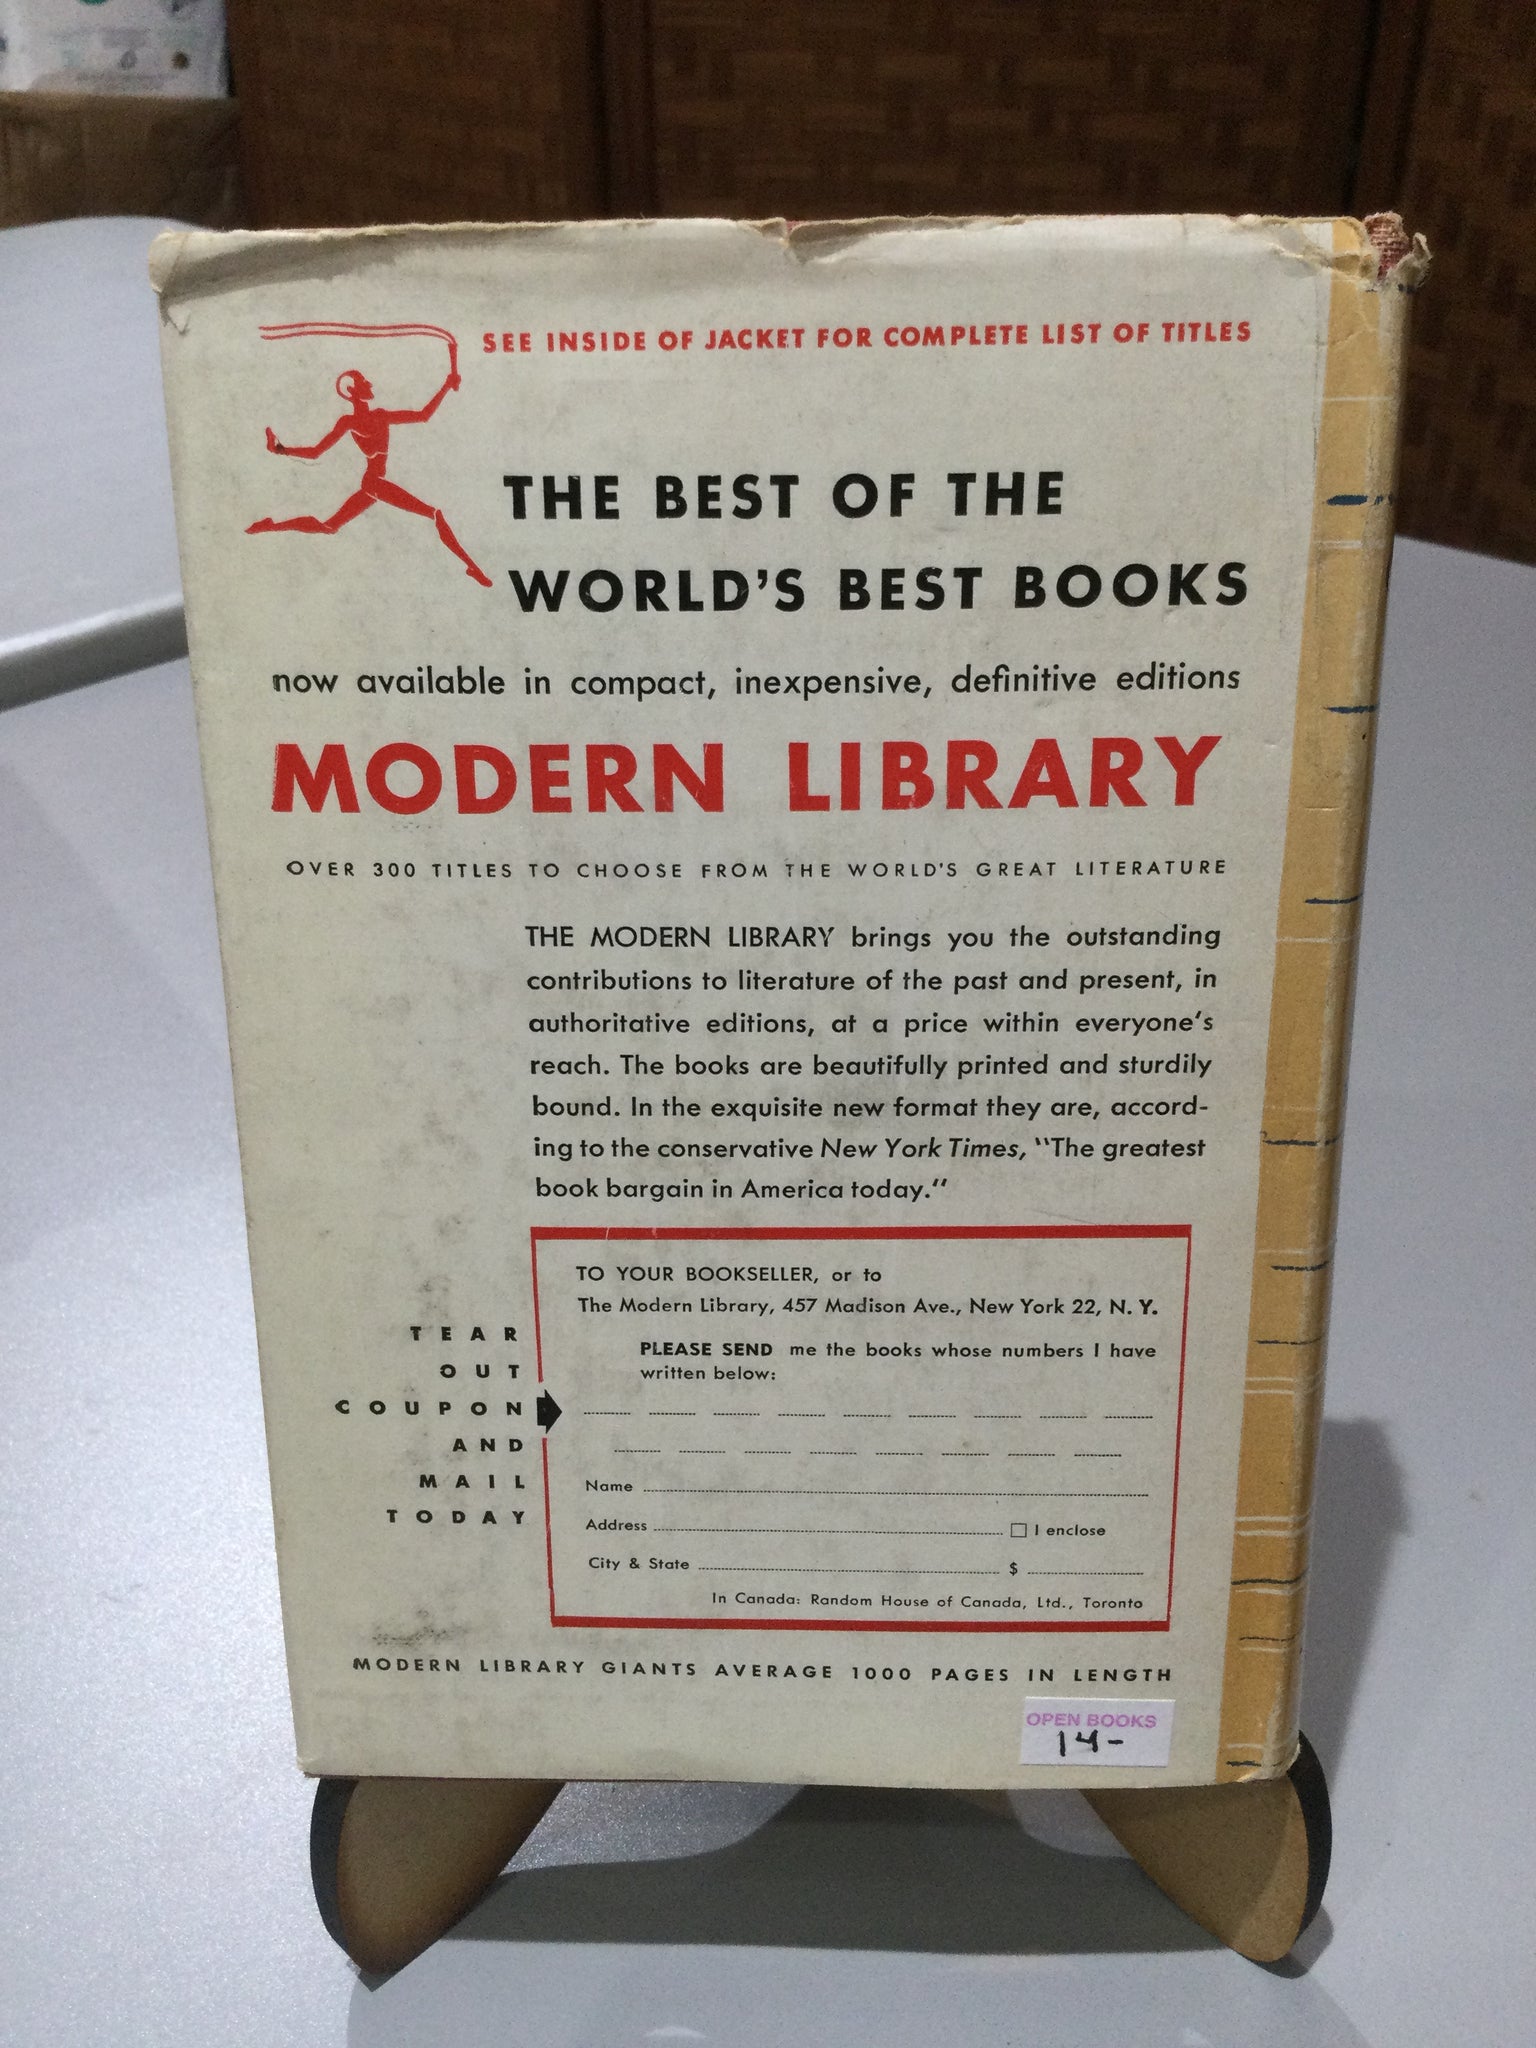 SEE INSIDE OF JACKET FOR COMPLETE LIST OF TITLES
THE BEST OF THE
WORLD'S BEST BOOKS
now available in compact, inexpensive, definitive editions
MODERN LIBRARY
OVER 300 TITLES TO CHOOSE FROM THE WORLD'S GREAT LITERATURE
THE MODERN LIBRARY brings you the outstanding
contributions to literature of the past and present, in
authoritative editions, at a price within everyone's
reach. The books are beautifully printed and sturdily
bound. In the exquisite new format they are, accord-
ing to the conservative New York Times, "The greatest
book bargain in America today."
TEAR
OUT
COUPON
AND
MAIL
TODAY
TO YOUR BOOKSELLER, or to
The Modern Library, 457 Madison Ave., New York 22, N. Y.
PLEASE SEND me the books whose numbers I have
written below:
Name
Address I enclose
City & State $
In Canada: Random House of Canada, Ltd., Toronto
MODERN LIBRARY GIANTS AVERAGE 1000 PAGES IN LENGTH
OPEN BOOKS
14-